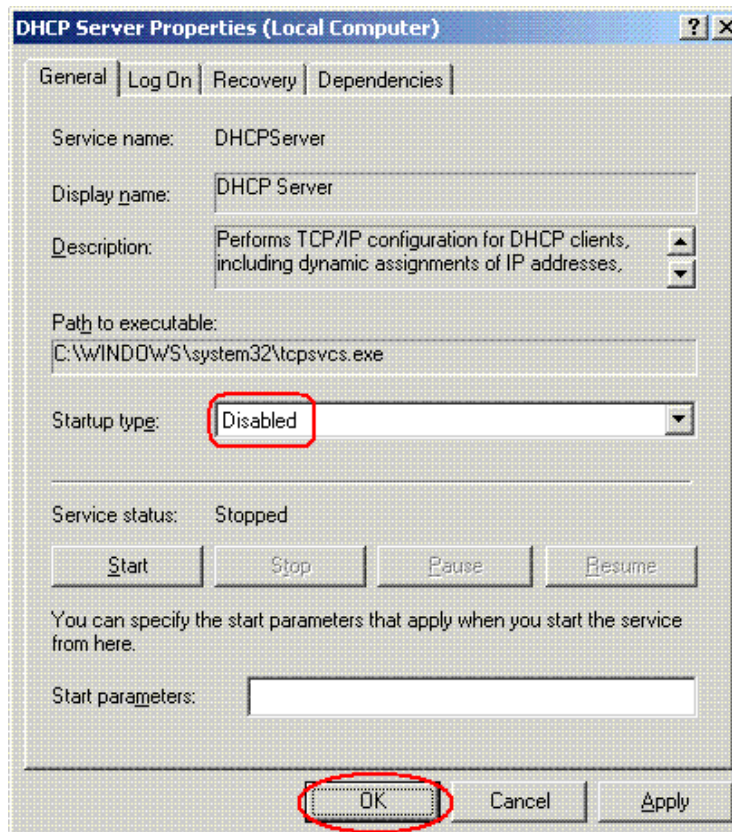 DHCP Server Properties (Local Computer)
General Log On Recovery Dependencies
Service name: DHCPServer
Display name: DHCP Server
Description: Performs TCP/IP configuration for DHCP clients,
including dynamic assignments of IP addresses,
Path to executable:
C:\WINDOWS\system32\tcpsvcs.exe
Startup type: Disabled
Service status: Stopped
Start Stop Pause Resume
You can specify the start parameters that apply when you start the service
from here.
Start parameters:
OK Cancel Apply